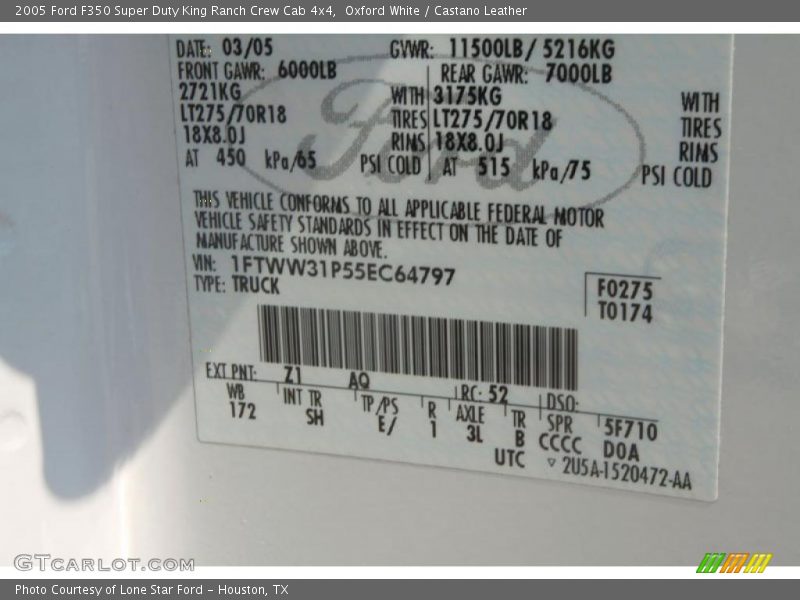 2005 Ford F350 Super Duty King Ranch Crew Cab 4x4, Oxford White / Castano Leather
DATE: 03/05 GVWR: 11500LB/ 5216KG
FRONT GAWR: 6000LB REAR GAWR: 7000LB
2721KG WITH 3175KG WITH
LT275/70R18 TIRES LT275/70R18 TIRES
18X8.0J RIMS 18X8.0J RIMS
AT 450 kPa/65 PSI COLD AT 515 kPa/75 PSI COLD
Ford
THIS VEHICLE CONFORMS TO ALL APPLICABLE FEDERAL MOTOR
VEHICLE SAFETY STANDARDS IN EFFECT ON THE DATE OF
MANUFACTURE SHOWN ABOVE.
VIN: 1FTWW31P55EC64797
TYPE: TRUCK
F0275
T0174
EXT PNT: Z1 AQ RC: 52 DSO:
WB INT TR TP/PS R AXLE TR SPR 5F710
172 SH E/ 1 3L B CCCC DOA
UTC ▽ 2U5A-1520472-AA
GTCARLOT.COM
Photo Courtesy of Lone Star Ford - Houston, TX